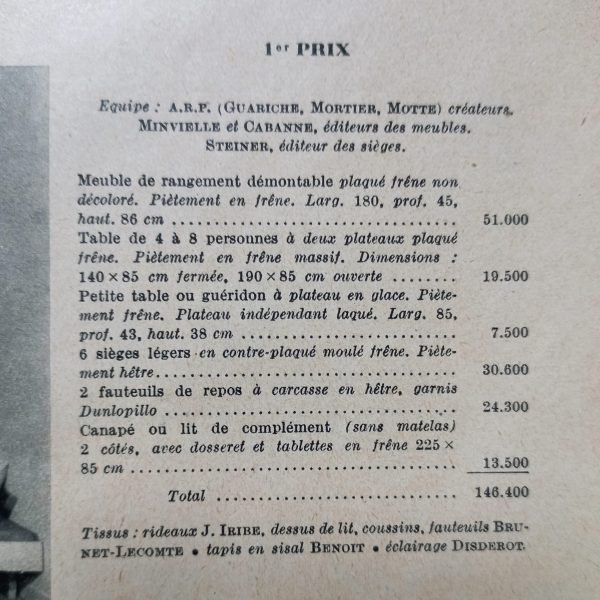 1er PRIX
Equipe : A.R.P. (GUARICHE, MORTIER, MOTTE) créateurs.
MINVIELLE et CABANNE, éditeurs des meubles.
STEINER, éditeur des sièges.
Meuble de rangement démontable plaqué frêne non
décoloré. Piètement en frêne. Larg. 180, prof. 45,
haut. 86 cm ........................ 51.000
Table de 4 à 8 personnes à deux plateaux plaqué
frêne. Piètement en frêne massif. Dimensions :
140 × 85 cm fermée, 190 × 85 cm ouverte ........ 19.500
Petite table ou guéridon à plateau en glace. Piète-
ment frêne. Plateau indépendant laqué. Larg. 85,
prof. 43, haut. 38 cm ........................ 7.500
6 sièges légers en contre-plaqué moulé frêne. Piète-
ment hêtre ........................ 30.600
2 fauteuils de repos à carcasse en hêtre, garnis
Dunlopillo ........................ 24.300
Canapé ou lit de complément (sans matelas)
2 côtés, avec dosseret et tablettes en frêne 225 ×
85 cm ........................ 13.500
Total ........................ 146.400
Tissus : rideaux J. IRIBE, dessus de lit, coussins, fauteuils BRU-
NET-LECOMTE • tapis en sisal BENOIT • éclairage DISDEROT.